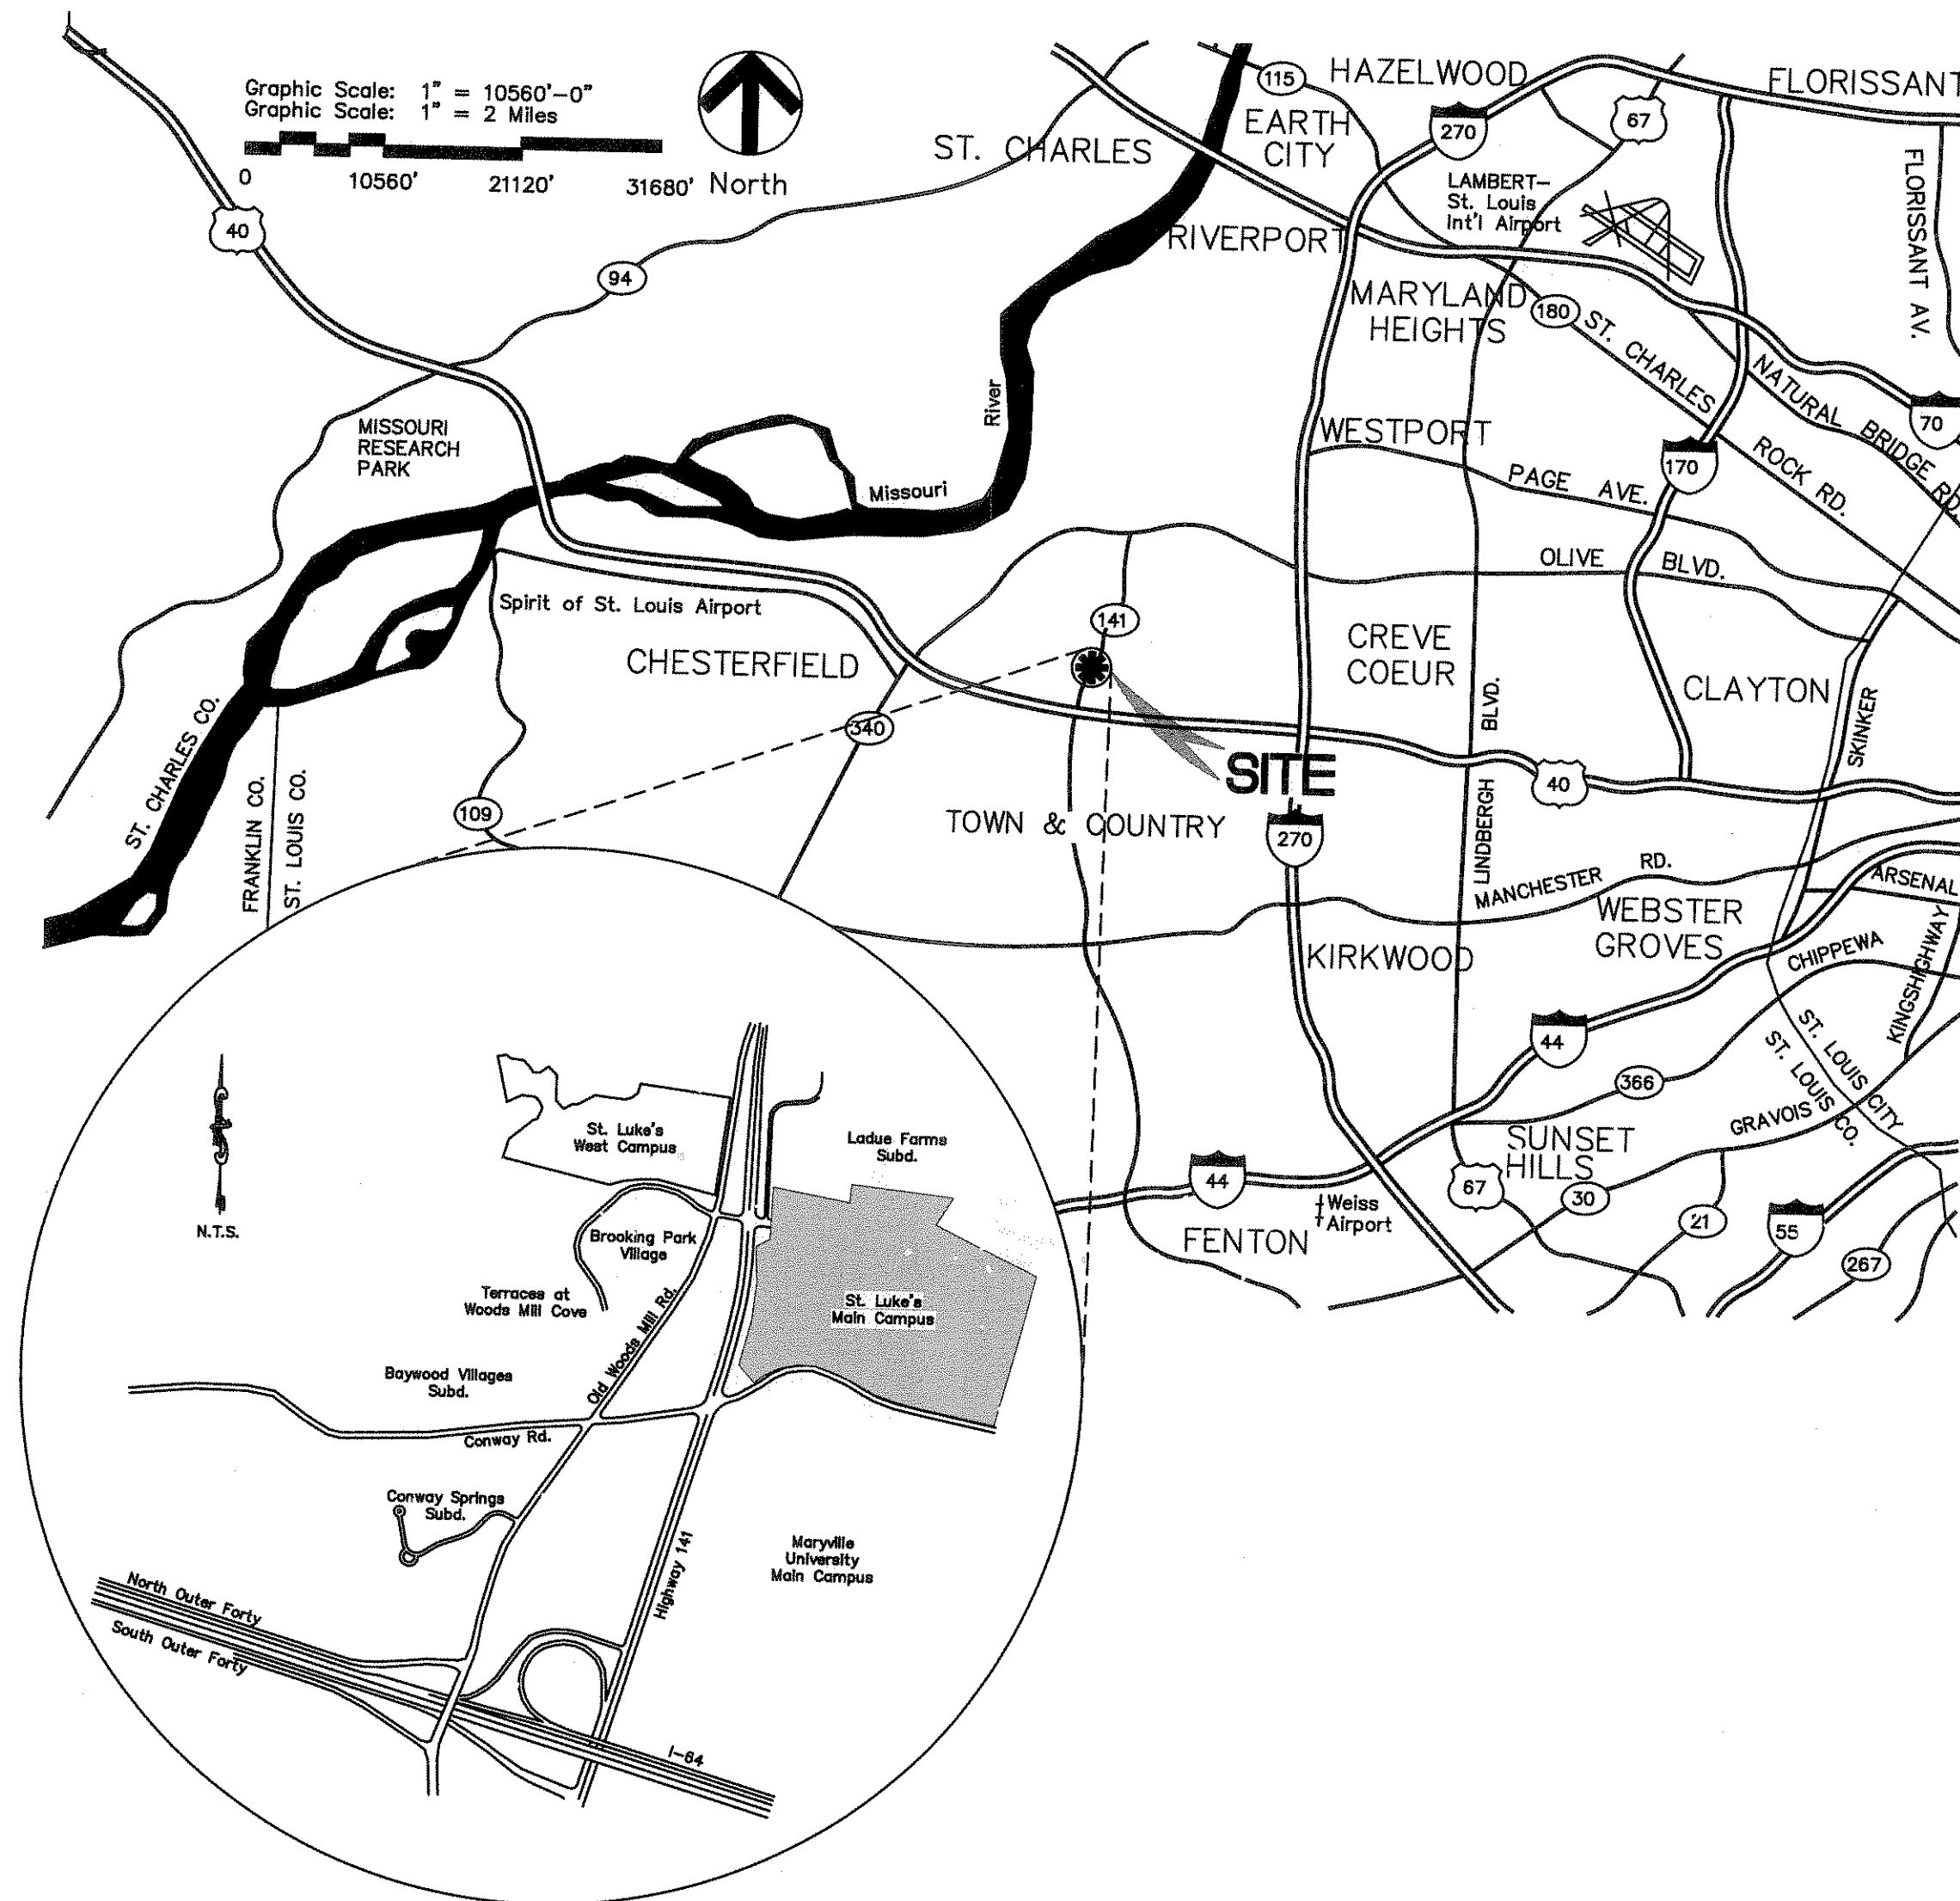 Graphic Scale: 1" = 10560'-0"
Graphic Scale: 1" = 2 Miles
0 10560' 21120' 31680'
North
115
HAZELWOOD
FLORISSANT
270
67
EARTH
CITY
ST. CHARLES
LAMBERT-
St. Louis
Int'l Airport
FLORISSANT AV.
40
RIVERPORT
94
MARYLAND
HEIGHTS
180
ST. CHARLES
ROCK RD.
NATURAL BRIDGE RD.
70
MISSOURI
RESEARCH
PARK
River
Missouri
WESTPORT
170
PAGE AVE.
OLIVE BLVD.
Spirit of St. Louis Airport
141
CHESTERFIELD
CREVE
COEUR
CLAYTON
340
BLVD.
LINDBERGH
SKINKER
SITE
40
ST. CHARLES CO.
FRANKLIN CO.
ST. LOUIS CO.
109
TOWN & COUNTRY
270
MANCHESTER RD.
ARSENAL
WEBSTER
GROVES
KIRKWOOD
CHIPPEWA
KINGSHIGHWAY
44
ST. LOUIS CITY
ST. LOUIS CO.
366
GRAVOIS
SUNSET
HILLS
44
67
30
21
55
267
Weiss
Airport
FENTON
N.T.S.
St. Luke's
West Campus
Ladue Farms
Subd.
Brooking Park
Village
Terraces at
Woods Mill Cove
Old Woods Mill Rd.
St. Luke's
Main Campus
Baywood Villages
Subd.
Conway Rd.
Conway Springs
Subd.
Highway 141
Maryville
University
Main Campus
North Outer Forty
South Outer Forty
I-64